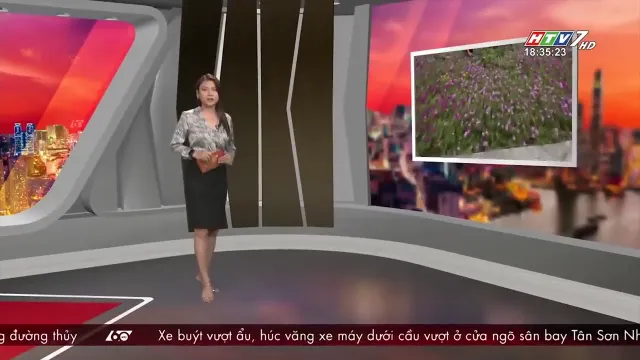 HTV7 HD
18:35:23
g đường thủy 60 Xe buýt vượt ẩu, húc văng xe máy dưới cầu vượt ở cửa ngõ sân bay Tân Sơn Nh